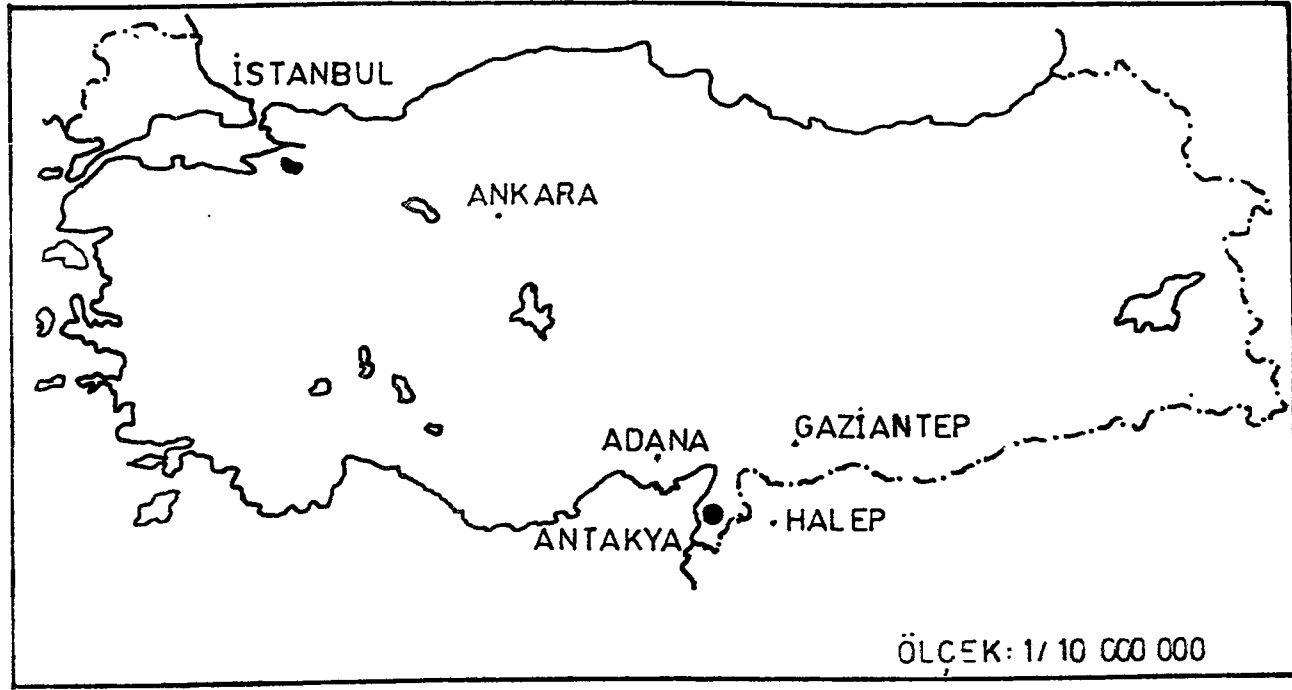 İSTANBUL
ANKARA
ADANA
GAZİANTEP
ANTAKYA
HALEP
ÖLÇEK: 1/ 10 000 000